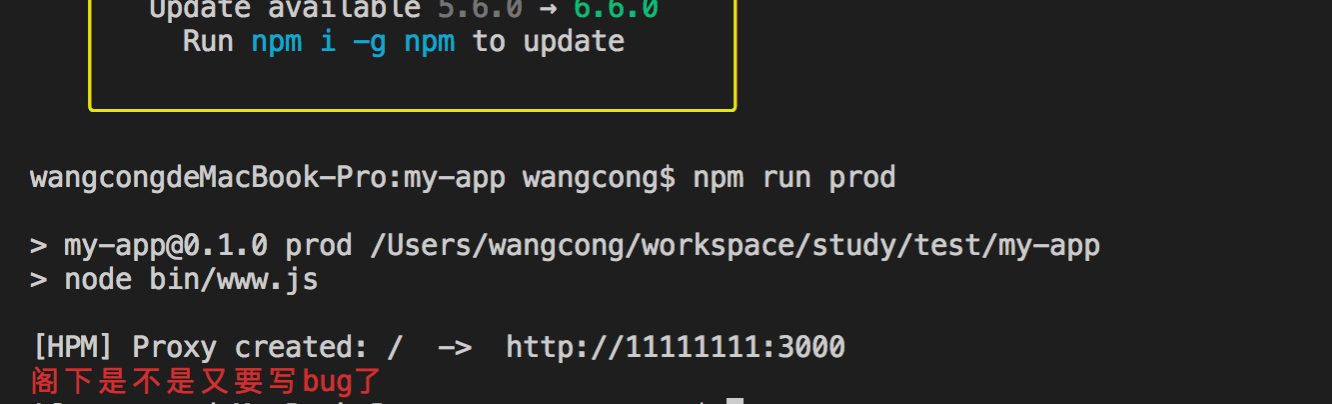 Update available 5.6.0 → 6.6.0
Run npm i -g npm to update
wangcongdeMacBook-Pro:my-app wangcong$ npm run prod
> my-app@0.1.0 prod /Users/wangcong/workspace/study/test/my-app
> node bin/www.js
[HPM] Proxy created: /  ->  http://11111111:3000
阁下是不是又要写bug了